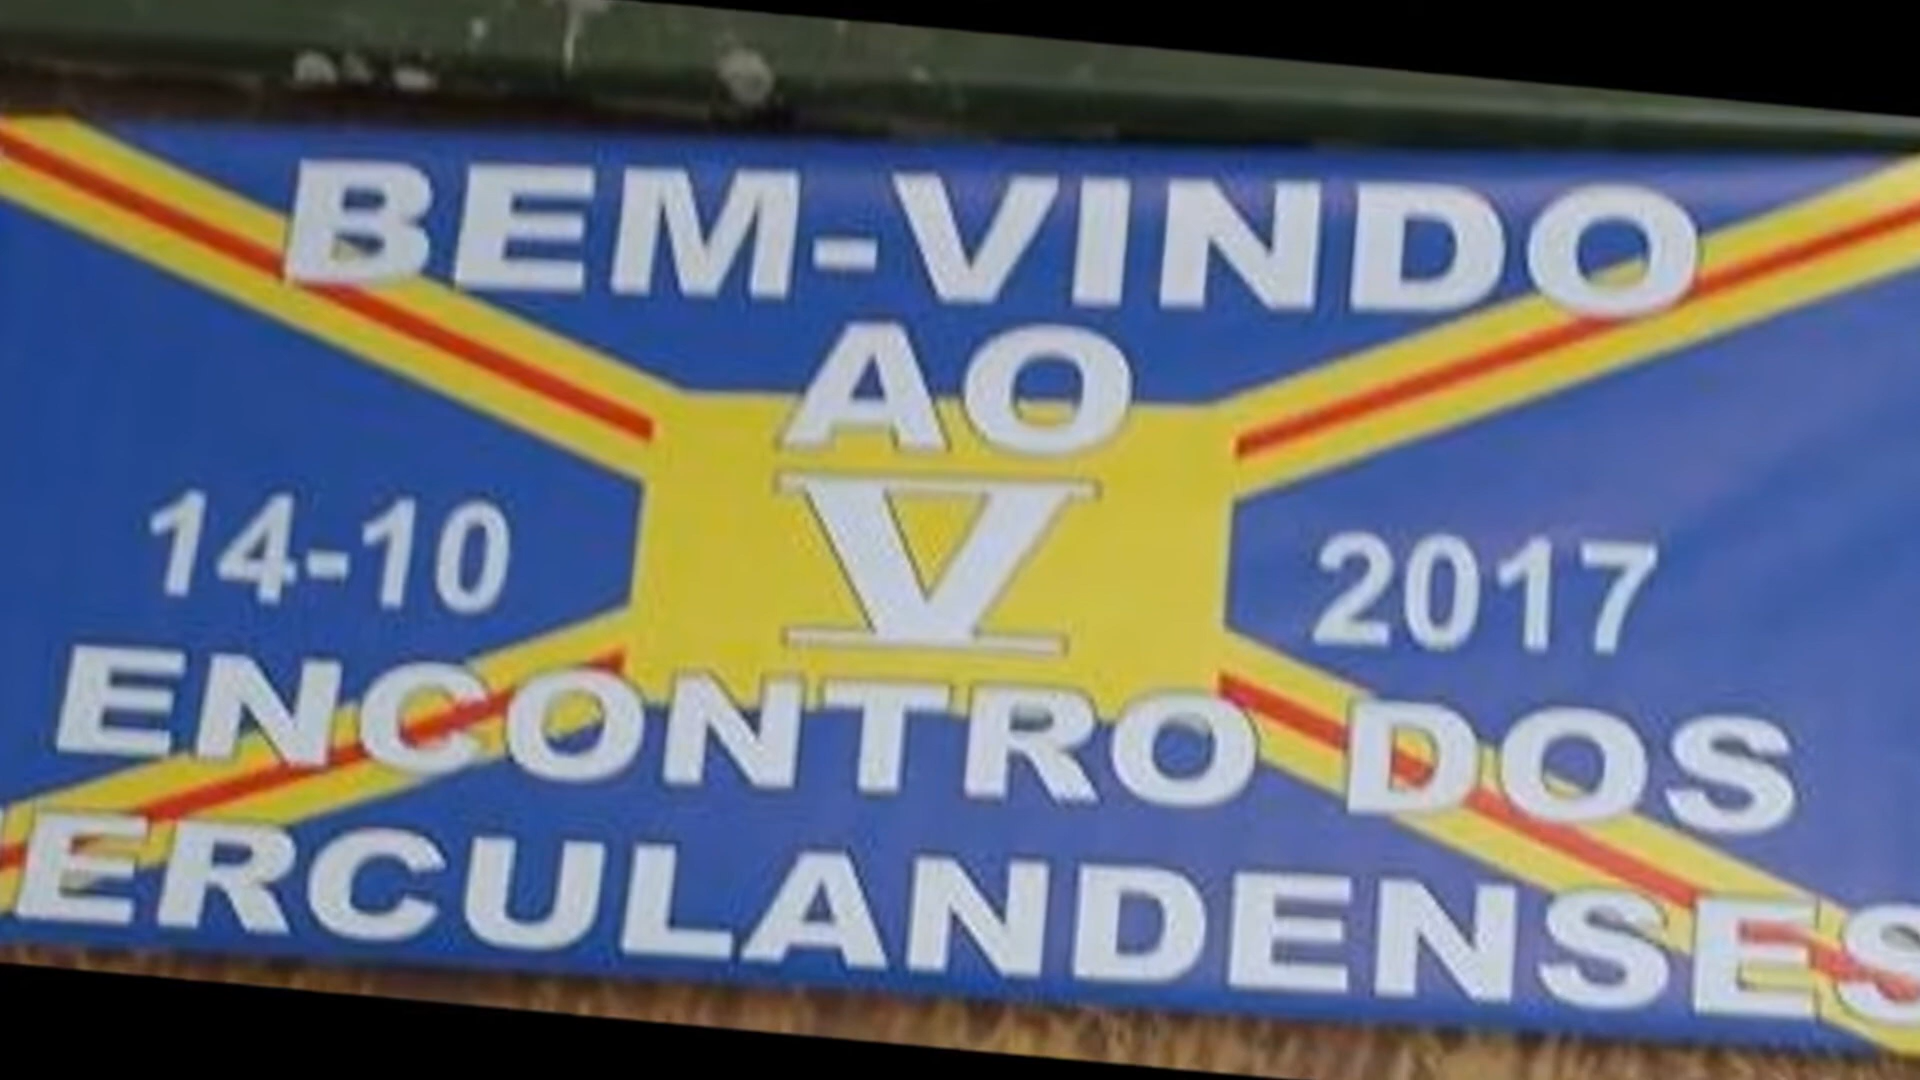 BEM-VINDO
AO
V
14-10 2017
ENCONTRO DOS
ERCULANDENSES